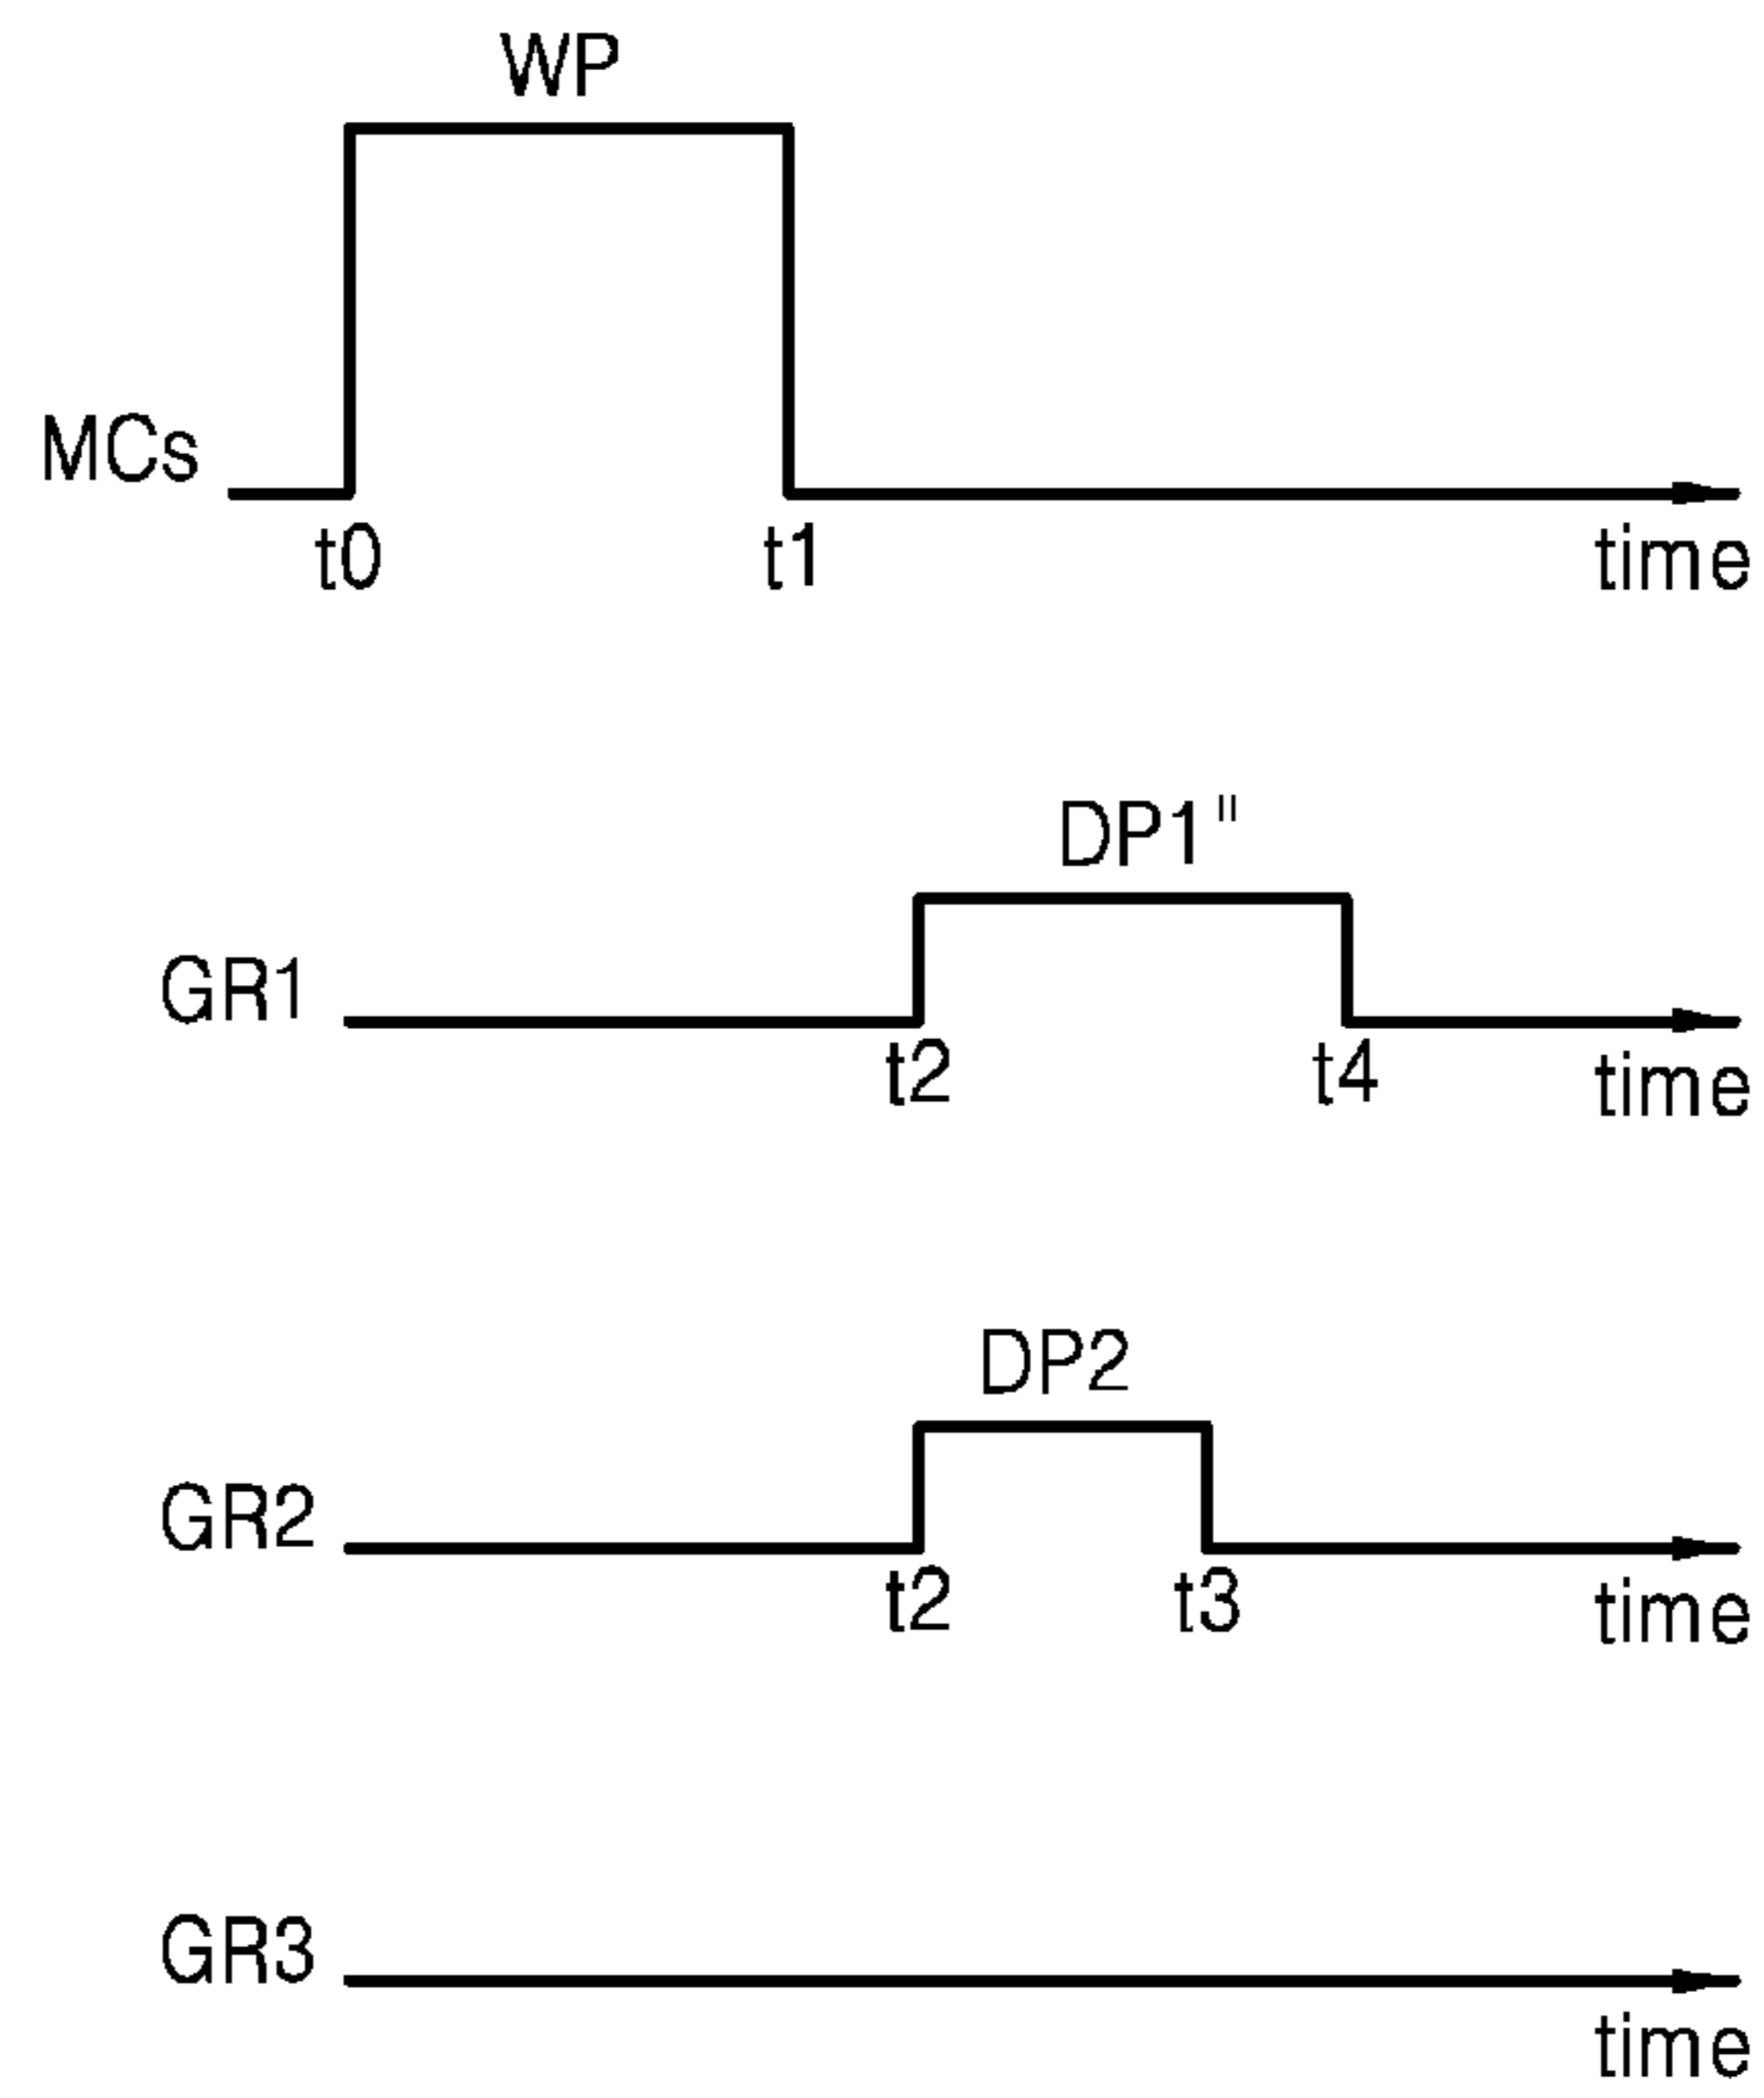 WP
MCs
t0 t1 time
DP1"
GR1
t2 t4 time
DP2
GR2
t2 t3 time
GR3
time